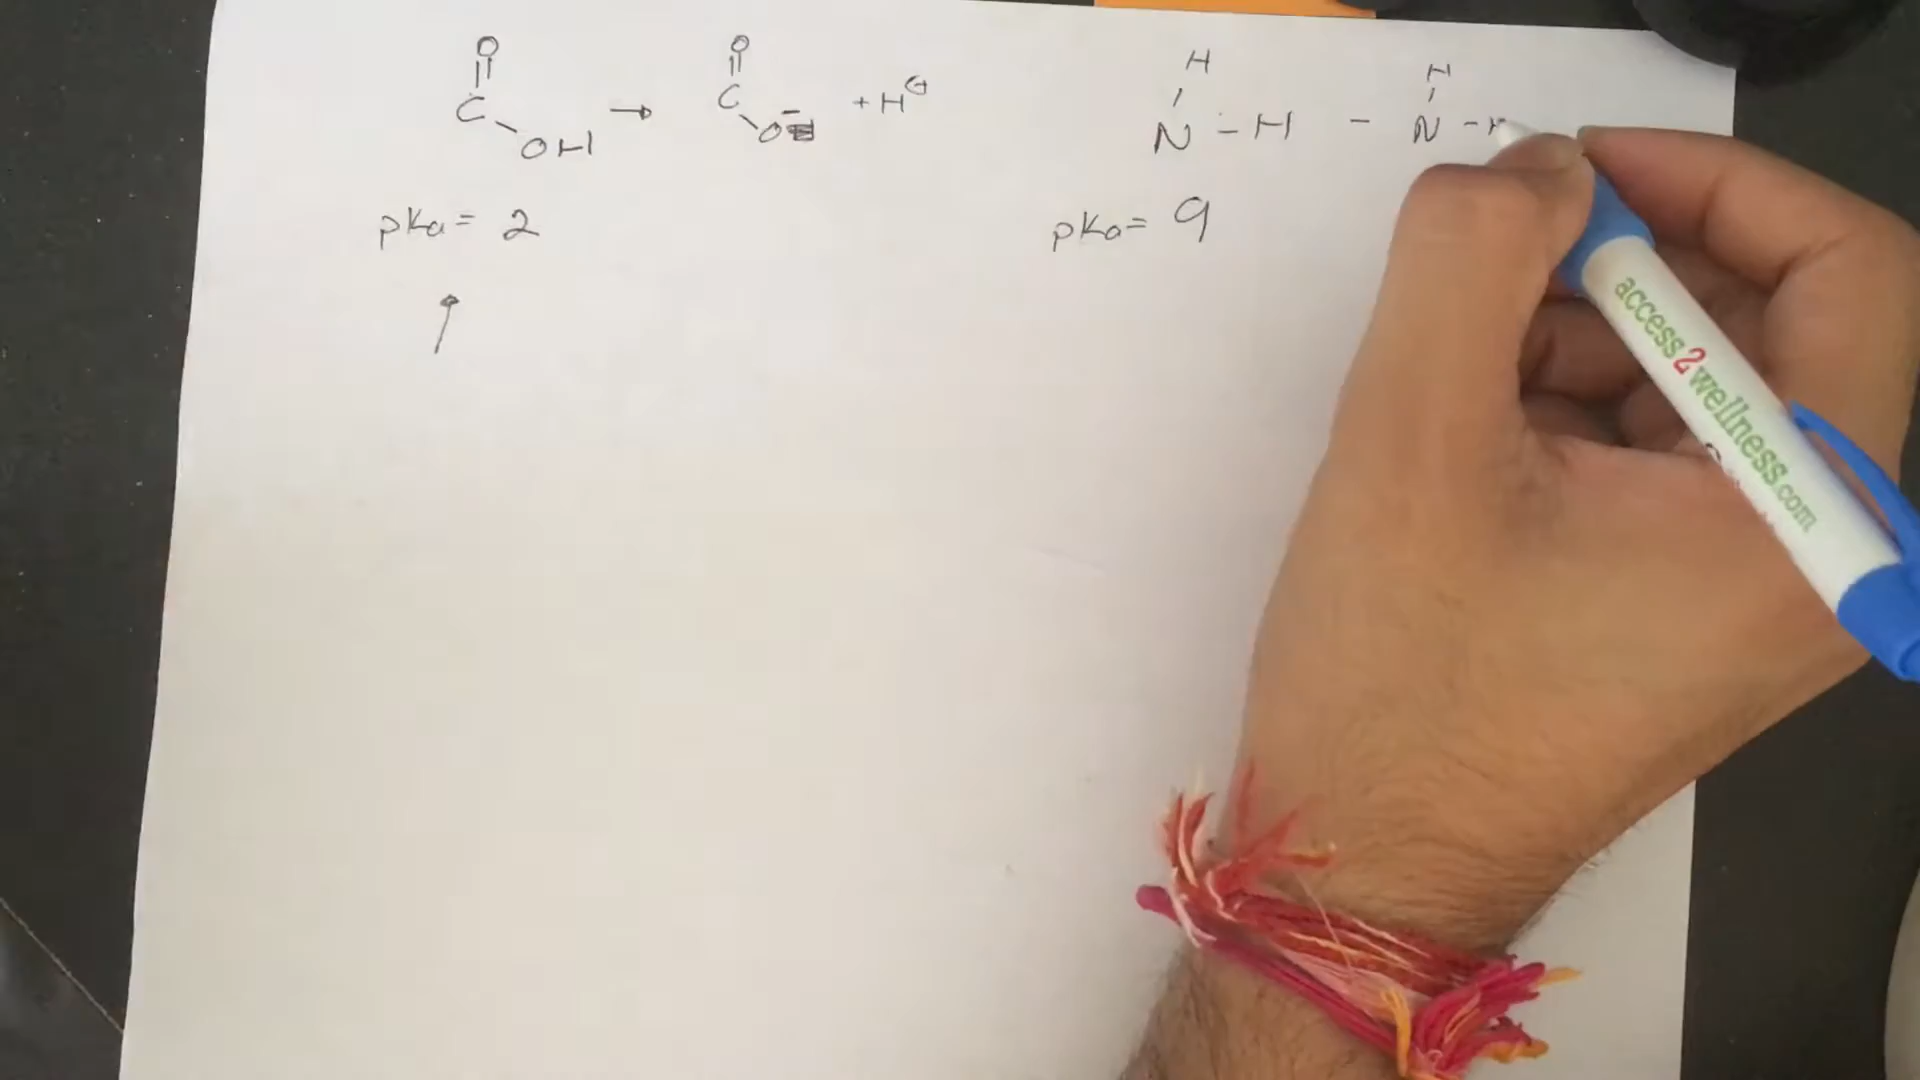 O O H H
C → C + H⊕ N - H - N -
OH O⁻
pKa = 2 pKa = 9
access2wellness.com